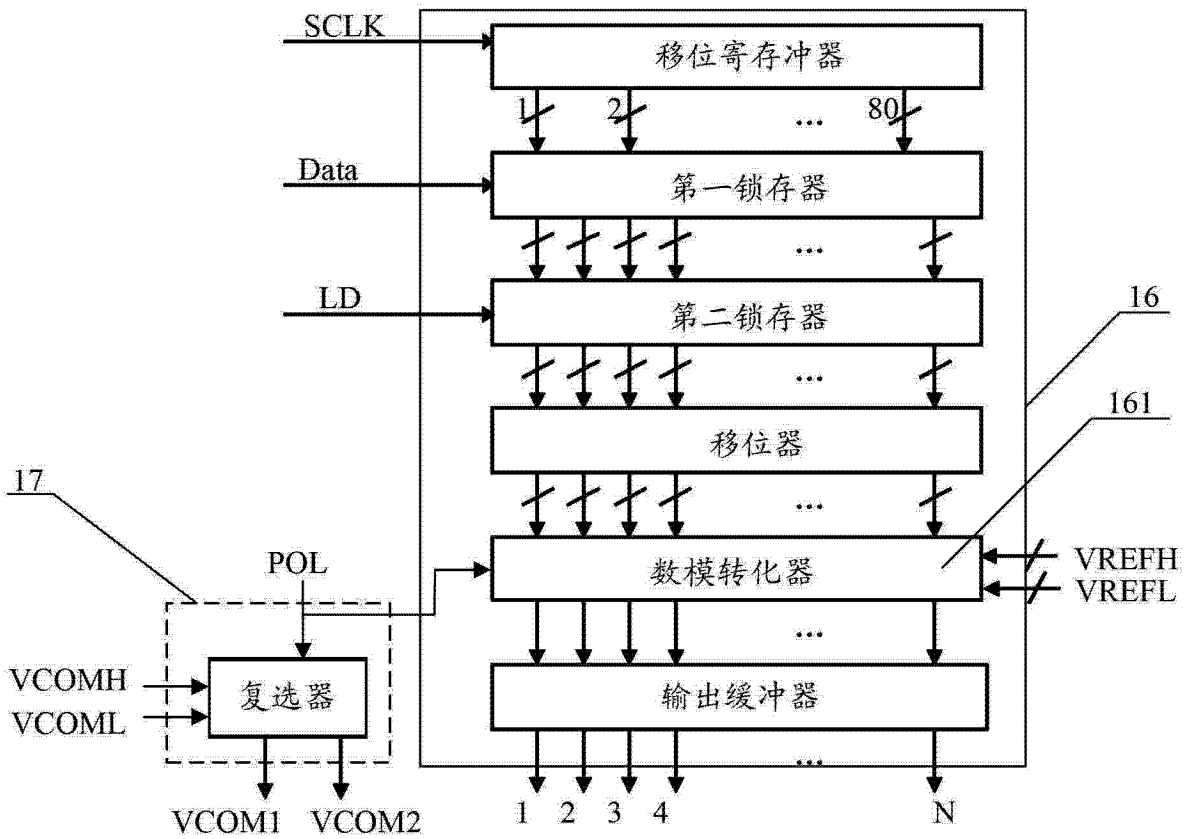 SCLK
移位寄存冲器
1 2 ... 80
Data
第一锁存器
...
LD
第二锁存器
16
...
移位器
161
17
...
POL
数模转化器
VREFH
VREFL
...
VCOMH
复选器
VCOML
输出缓冲器
...
VCOM1 VCOM2
1 2 3 4 N